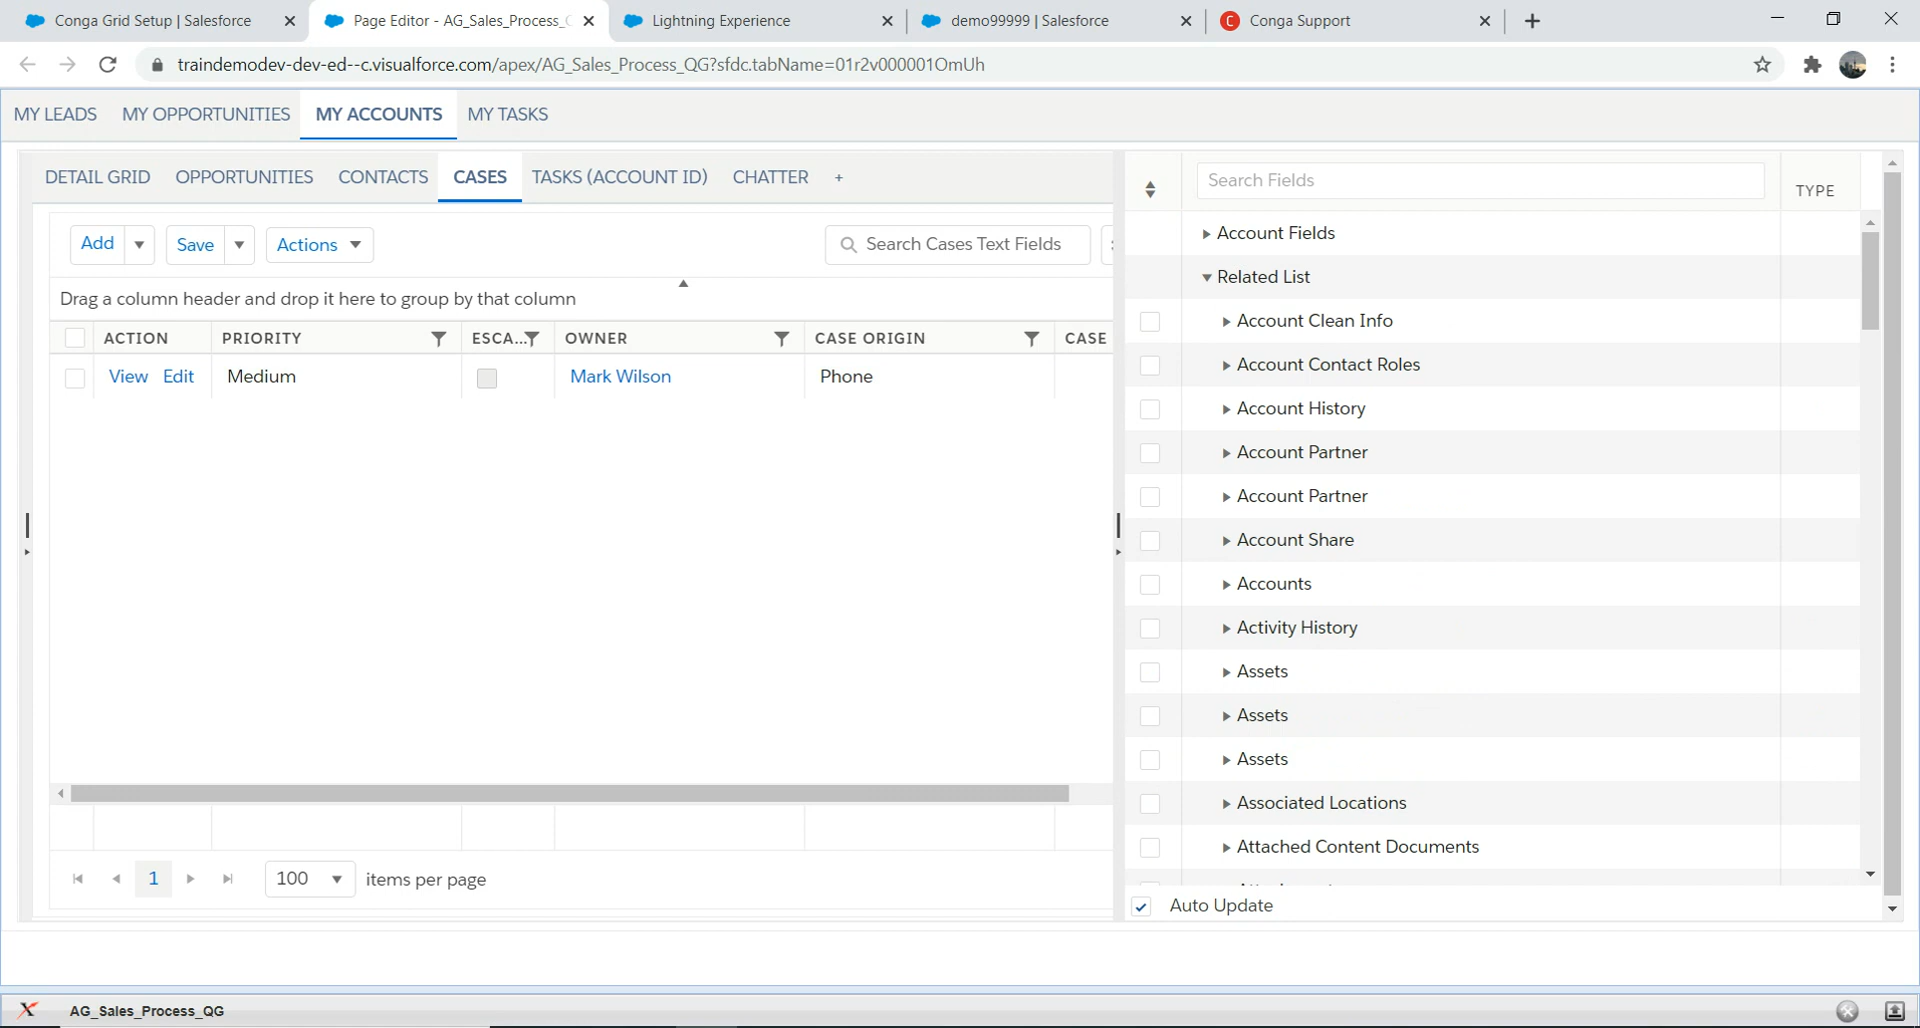 Conga Grid Setup | Salesforce
Page Editor - AG_Sales_Process_
Lightning Experience
demo99999 | Salesforce
C Conga Support
traindemodev-dev-ed--c.visualforce.com/apex/AG_Sales_Process_QG?sfdc.tabName=01r2v000001OmUh
MY LEADS MY OPPORTUNITIES MY ACCOUNTS MY TASKS
DETAIL GRID OPPORTUNITIES CONTACTS CASES TASKS (ACCOUNT ID) CHATTER +
Add Save Actions Search Cases Text Fields
Drag a column header and drop it here to group by that column
ACTION PRIORITY ESCA... OWNER CASE ORIGIN CASE
View Edit Medium Mark Wilson Phone
1 100 items per page
Search Fields TYPE
Account Fields
Related List
Account Clean Info
Account Contact Roles
Account History
Account Partner
Account Partner
Account Share
Accounts
Activity History
Assets
Assets
Assets
Associated Locations
Attached Content Documents
Auto Update
AG_Sales_Process_QG